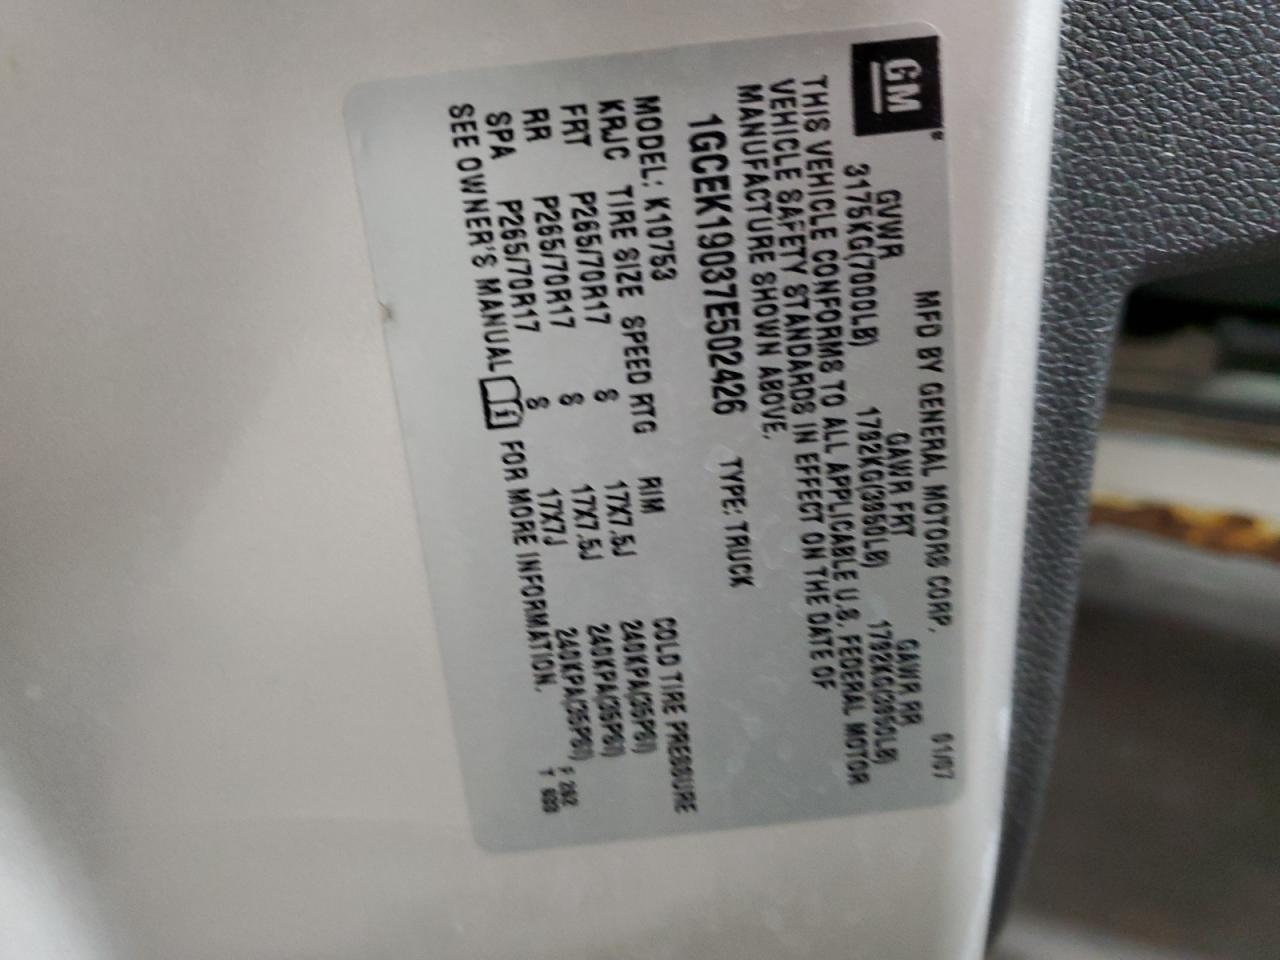 GM
MFD BY GENERAL MOTORS CORP. 01/07
GVWR GAWR FRT GAWR RR
3175KG(7000LB) 1792KG(3950LB) 1792KG(3950LB)
THIS VEHICLE CONFORMS TO ALL APPLICABLE U.S. FEDERAL MOTOR
VEHICLE SAFETY STANDARDS IN EFFECT ON THE DATE OF
MANUFACTURE SHOWN ABOVE.
1GCEK19037E502426 TYPE: TRUCK
MODEL: K10753
KRJC TIRE SIZE SPEED RTG RIM COLD TIRE PRESSURE
FRT P265/70R17 S 17X7.5J 240KPA(35PSI)
RR P265/70R17 S 17X7.5J 240KPA(35PSI)
SPA P265/70R17 S 17X7J 240KPA(35PSI)
SEE OWNER'S MANUAL FOR MORE INFORMATION.
F 262
T